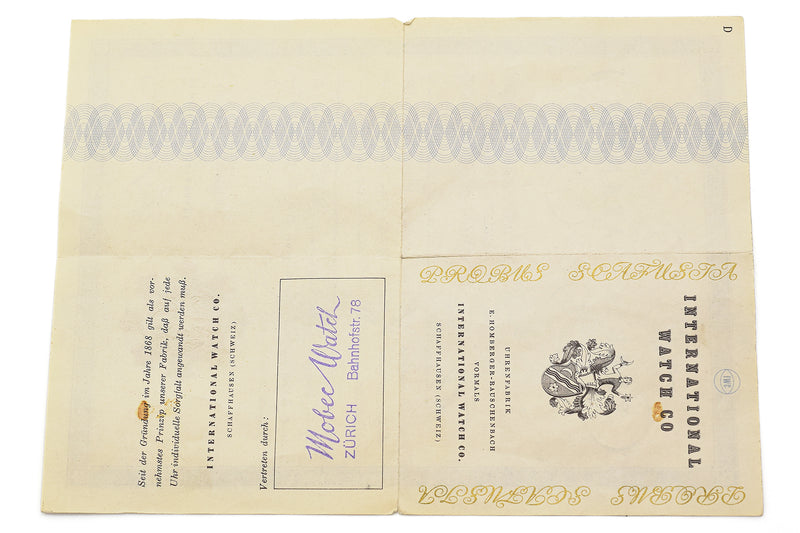 D
PROBUS SCAFUSIA
INTERNATIONAL
WATCH CO
IWC
UHRENFABRIK
E. HOMBERGER-RAUSCHENBACH
VORMALS
INTERNATIONAL WATCH CO.
SCHAFFHAUSEN (SCHWEIZ)
PROBUS SCAFUSIA
Seit der Gründung im Jahre 1868 gilt als vor-
nehmstes Prinzip unserer Fabrik, daß auf jede
Uhr individuelle Sorgfalt angewandt werden muß.
INTERNATIONAL WATCH CO.
SCHAFFHAUSEN (SCHWEIZ)
Vertreten durch:
Mobec Watch
ZÜRICH Bahnhofstr. 78